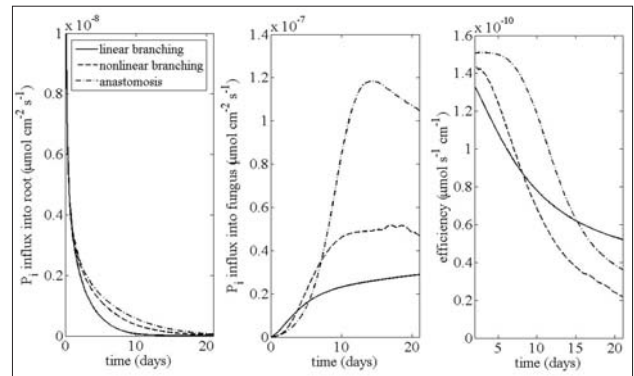 x 10⁻⁸
1
0.8
0.6
0.4
0.2
0
0 10 20
time (days)
P_i influx into root (μmol cm⁻² s⁻¹)
linear branching
nonlinear branching
anastomosis
x 10⁻⁷
1.4
1.2
1
0.8
0.6
0.4
0.2
0
0 10 20
time (days)
P_i influx into fungus (μmol cm⁻² s⁻¹)
x 10⁻¹⁰
1.6
1.4
1.2
1.0
0.8
0.6
0.4
0.2
0.0
5 10 15 20
time (days)
efficiency (μmol s⁻¹ cm⁻¹)